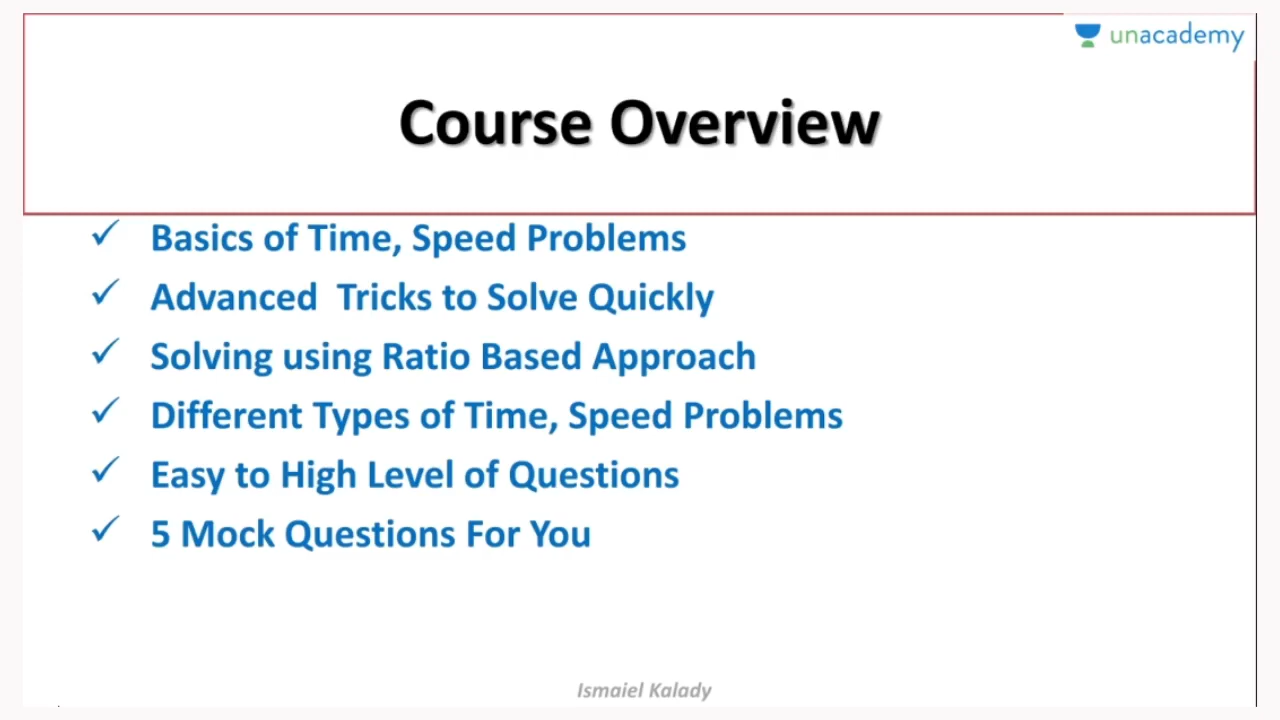 unacademy
Course Overview
✓ Basics of Time, Speed Problems
✓ Advanced  Tricks to Solve Quickly
✓ Solving using Ratio Based Approach
✓ Different Types of Time, Speed Problems
✓ Easy to High Level of Questions
✓ 5 Mock Questions For You
Ismaiel Kalady